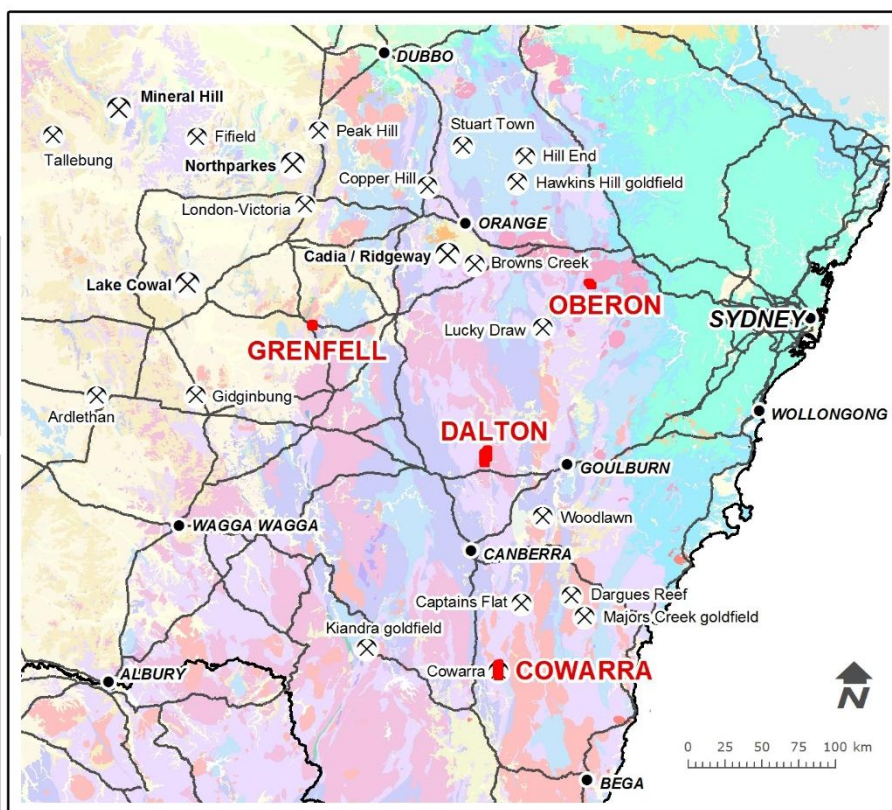 DUBBO
Mineral Hill
Tallebung
Fifield
Peak Hill
Stuart Town
Hill End
Northparkes
Copper Hill
Hawkins Hill goldfield
London-Victoria
ORANGE
Cadia / Ridgeway
Browns Creek
Lake Cowal
OBERON
SYDNEY
GRENFELL
Lucky Draw
Ardlethan
Gidginbung
WOLLONGONG
DALTON
GOULBURN
WAGGA WAGGA
Woodlawn
CANBERRA
Captains Flat
Dargues Reef
Majors Creek goldfield
Kiandra goldfield
Cowarra
COWARRA
ALBURY
N
0 25 50 75 100 km
BEGA